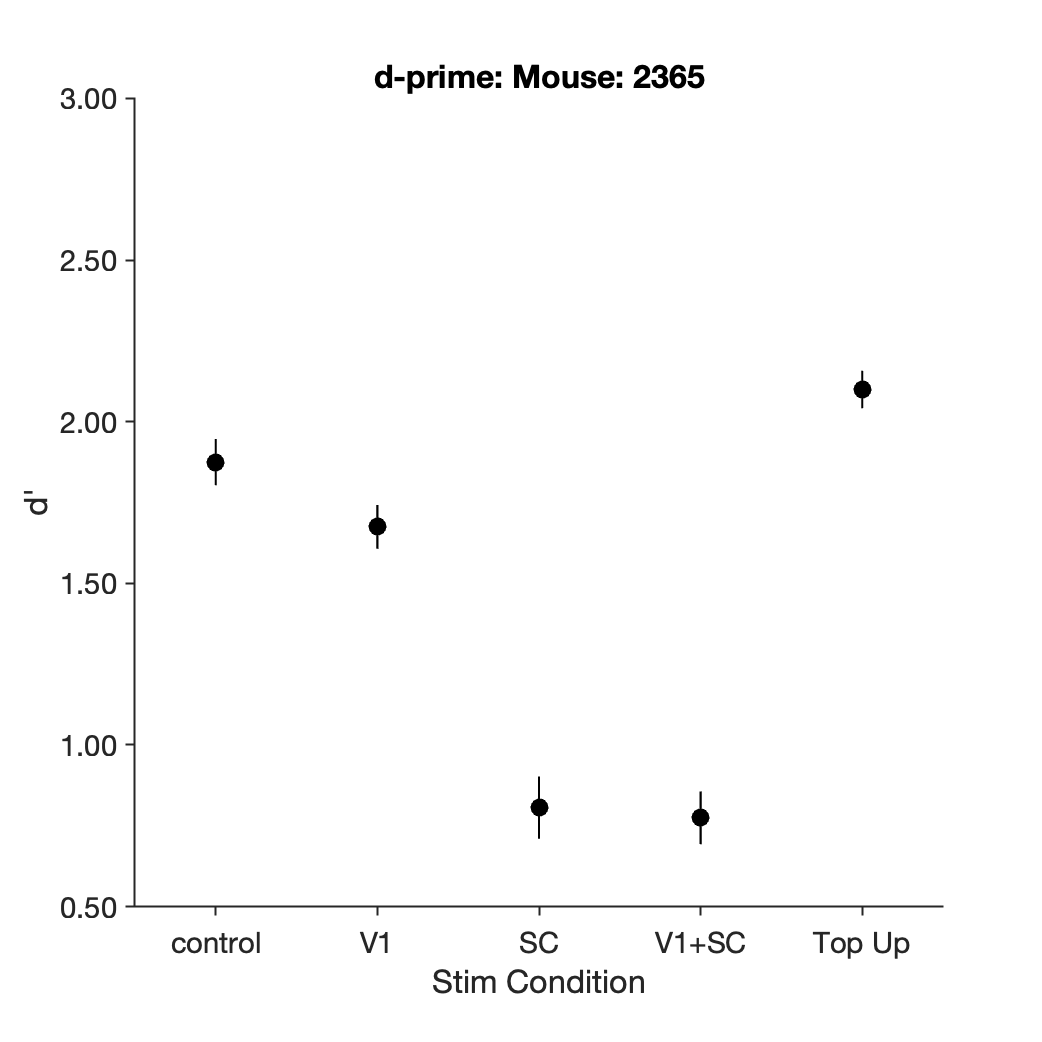 d-prime: Mouse: 2365
3.00
2.50
2.00
1.50
1.00
0.50
d'
control V1 SC V1+SC Top Up
Stim Condition